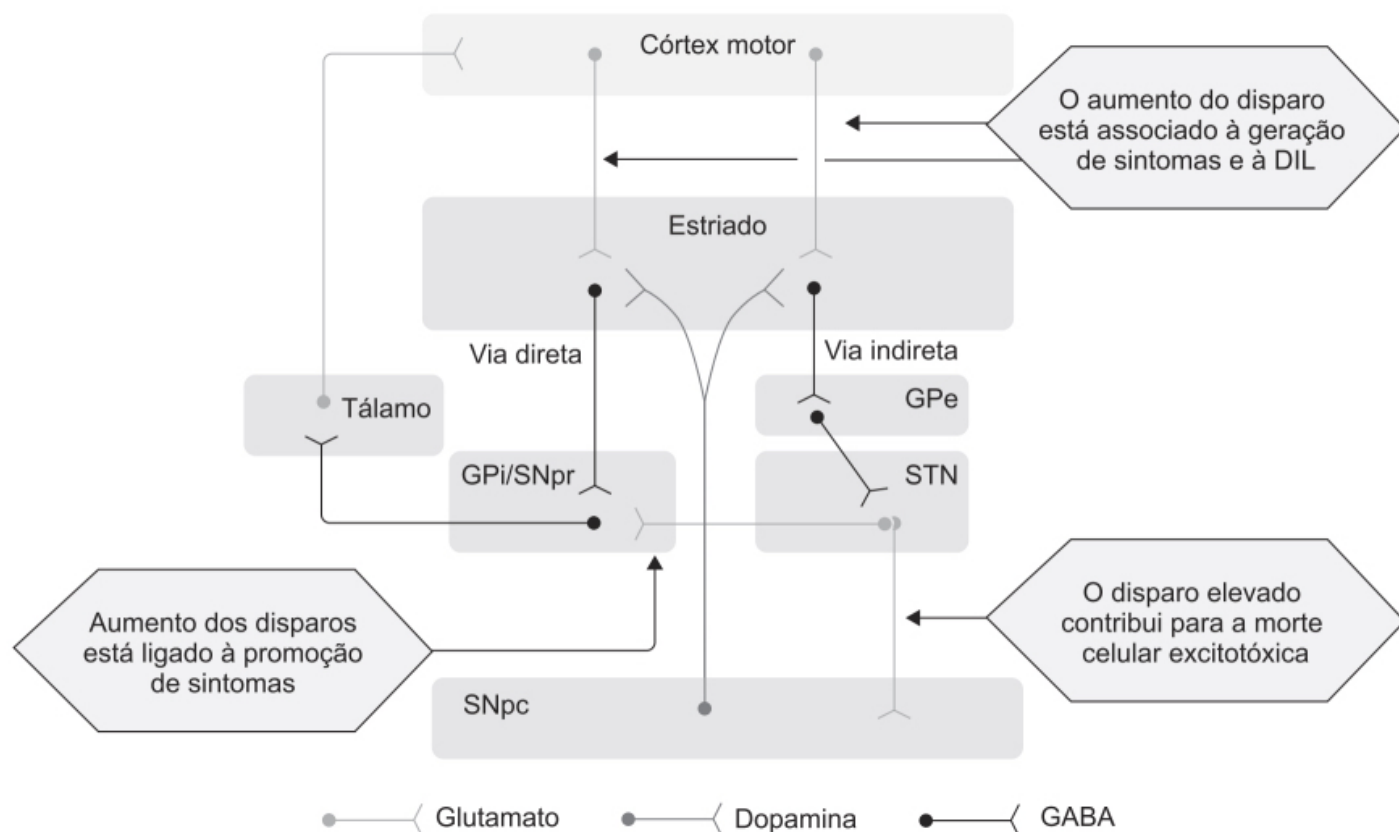 Córtex motor
O aumento do disparo
está associado à geração
de sintomas e à DIL
Estriado
Via direta
Via indireta
Tálamo
GPe
GPi/SNpr
STN
Aumento dos disparos
está ligado à promoção
de sintomas
O disparo elevado
contribui para a morte
celular excitotóxica
SNpc
Glutamato
Dopamina
GABA